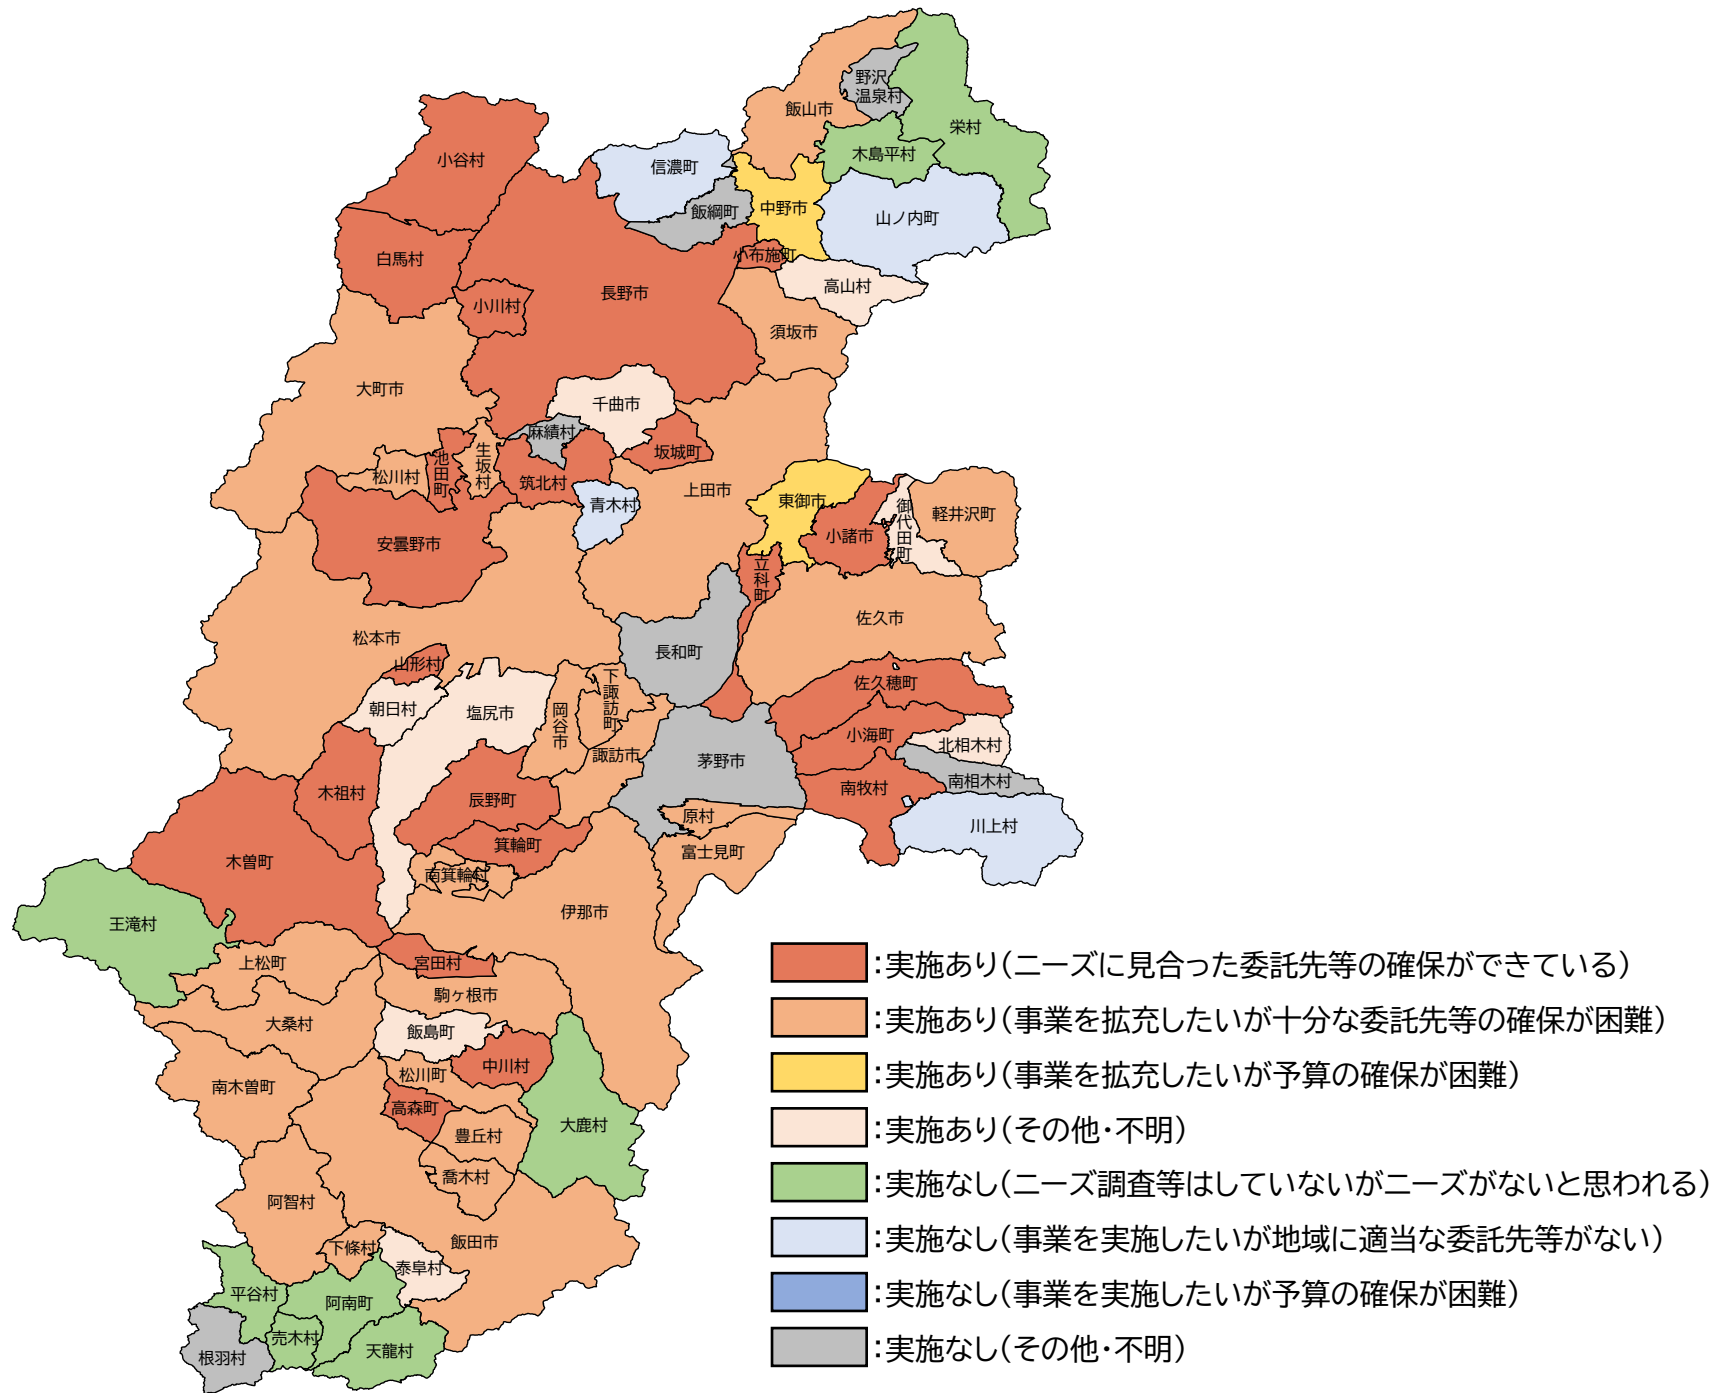 野沢
温泉村
飯山市
栄村
木島平村
小谷村
信濃町
飯綱町
中野市
山ノ内町
白馬村
小布施町
高山村
小川村
長野市
須坂市
大町市
千曲市
麻績村
坂城町
生坂村
池田町
松川村
筑北村
上田市
青木村
東御市
御代田町
軽井沢町
小諸市
安曇野市
立科町
佐久市
松本市
長和町
山形村
佐久穂町
朝日村
塩尻市
岡谷市
下諏訪町
小海町
北相木村
諏訪市
茅野市
南相木村
木祖村
辰野町
南牧村
原村
川上村
箕輪町
富士見町
木曽町
南箕輪村
伊那市
王滝村
上松町
宮田村
駒ヶ根市
大桑村
飯島町
中川村
松川町
南木曽町
高森町
大鹿村
豊丘村
喬木村
阿智村
飯田市
下條村
泰阜村
平谷村
阿南町
売木村
天龍村
根羽村
:実施あり(ニーズに見合った委託先等の確保ができている)
:実施あり(事業を拡充したいが十分な委託先等の確保が困難)
:実施あり(事業を拡充したいが予算の確保が困難)
:実施あり(その他・不明)
:実施なし(ニーズ調査等はしていないがニーズがないと思われる)
:実施なし(事業を実施したいが地域に適当な委託先等がない)
:実施なし(事業を実施したいが予算の確保が困難)
:実施なし(その他・不明)